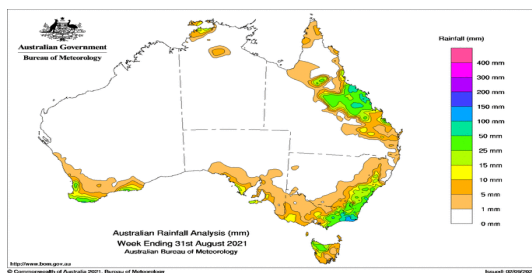 Australian Government
Bureau of Meteorology
Rainfall (mm)
400 mm
300 mm
200 mm
150 mm
100 mm
50 mm
25 mm
15 mm
10 mm
5 mm
1 mm
0 mm
Australian Rainfall Analysis (mm)
Week Ending 31st August 2021
Australian Bureau of Meteorology
http://www.bom.gov.au
© Commonwealth of Australia 2021, Bureau of Meteorology